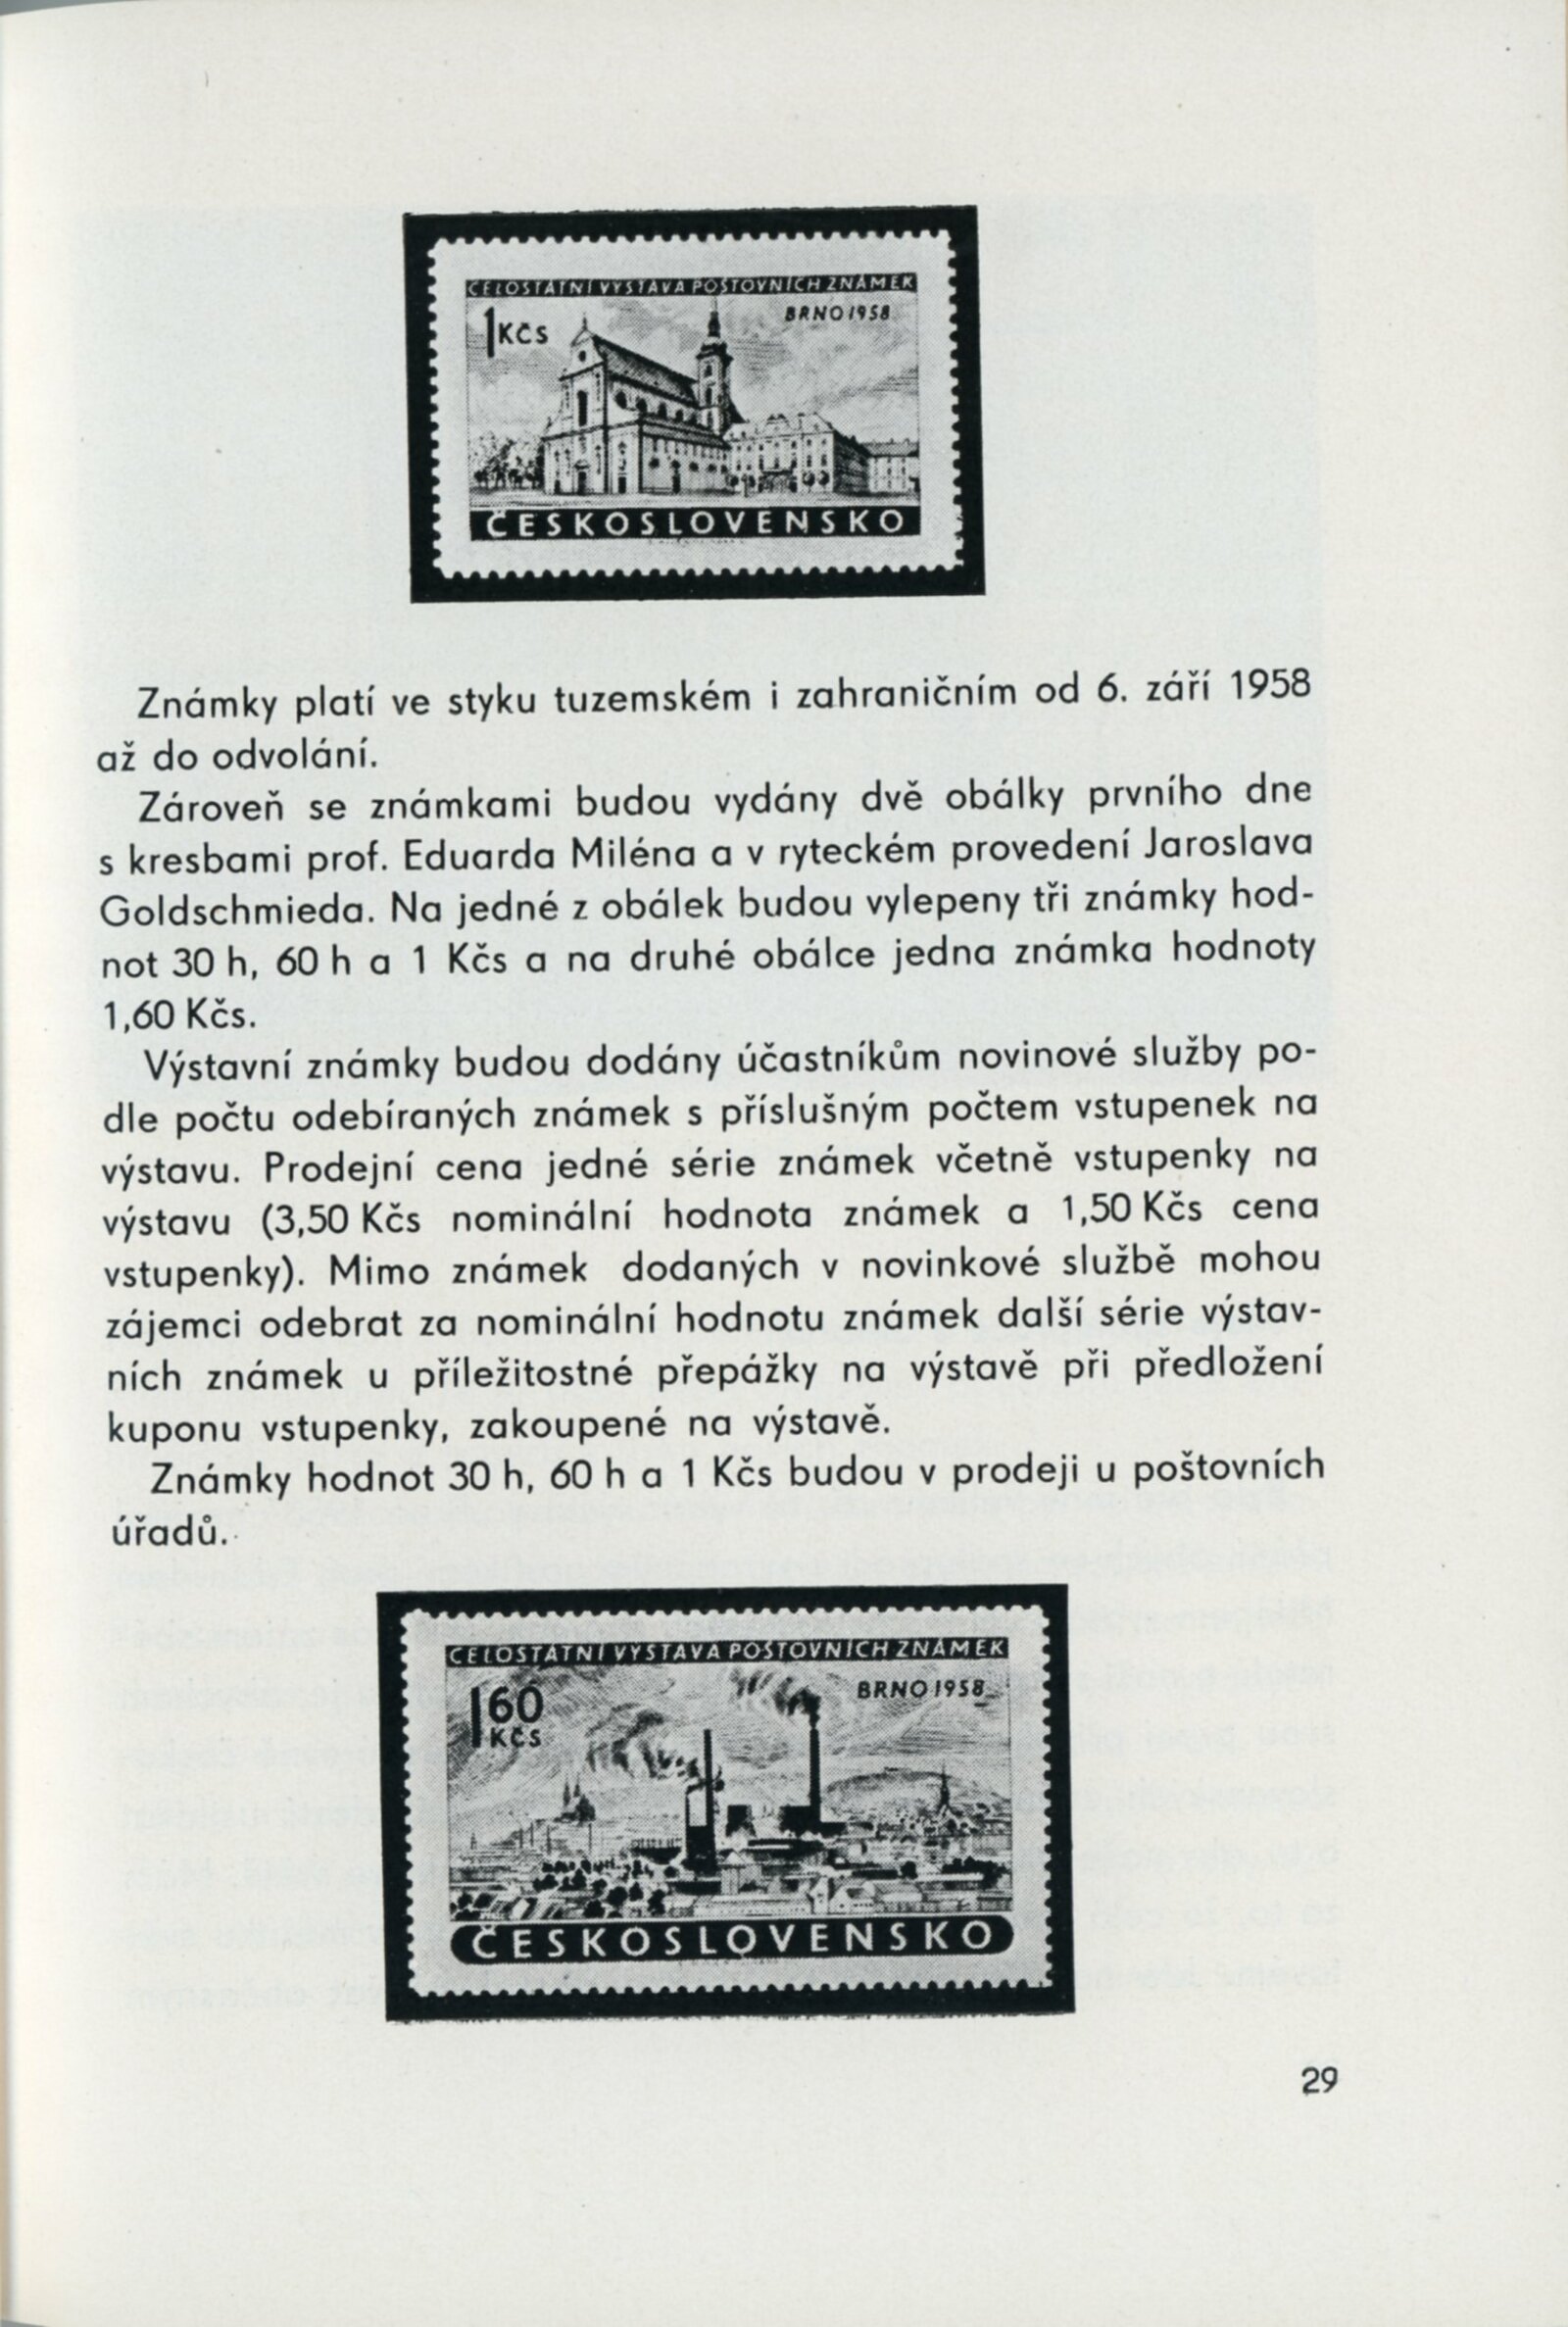 CELOSTÁTNÍ VÝSTAVA POŠTOVNÍCH ZNÁMEK
BRNO 1958
1 KČS
ČESKOSLOVENSKO
Známky platí ve styku tuzemském i zahraničním od 6. září 1958
až do odvolání.
Zároveň se známkami budou vydány dvě obálky prvního dne
s kresbami prof. Eduarda Miléna a v ryteckém provedení Jaroslava
Goldschmieda. Na jedné z obálek budou vylepeny tři známky hod-
not 30 h, 60 h a 1 Kčs a na druhé obálce jedna známka hodnoty
1,60 Kčs.
Výstavní známky budou dodány účastníkům novinové služby po-
dle počtu odebíraných známek s příslušným počtem vstupenek na
výstavu. Prodejní cena jedné série známek včetně vstupenky na
výstavu (3,50 Kčs nominální hodnota známek a 1,50 Kčs cena
vstupenky). Mimo známek dodaných v novinkové službě mohou
zájemci odebrat za nominální hodnotu známek další série výstav-
ních známek u příležitostné přepážky na výstavě při předložení
kuponu vstupenky, zakoupené na výstavě.
Známky hodnot 30 h, 60 h a 1 Kčs budou v prodeji u poštovních
úřadů.
CELOSTÁTNÍ VÝSTAVA POŠTOVNÍCH ZNÁMEK
BRNO 1958
1 60
KČS
ČESKOSLOVENSKO
29